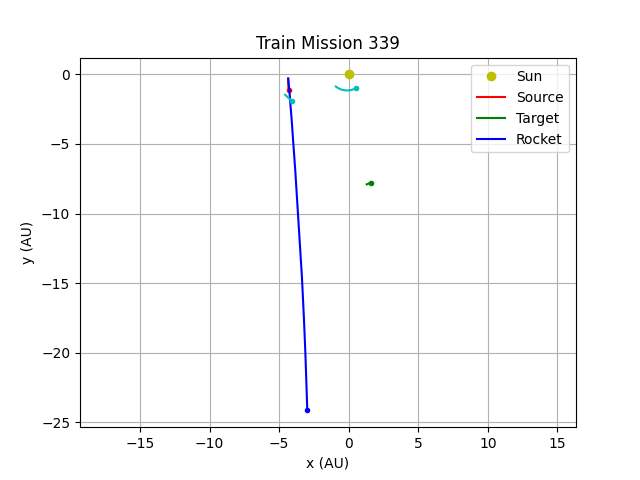 Train Mission 339
Sun
Source
Target
Rocket
0
−5
−10
−15
−20
−25
y (AU)
−15
−10
−5
0
5
10
15
x (AU)